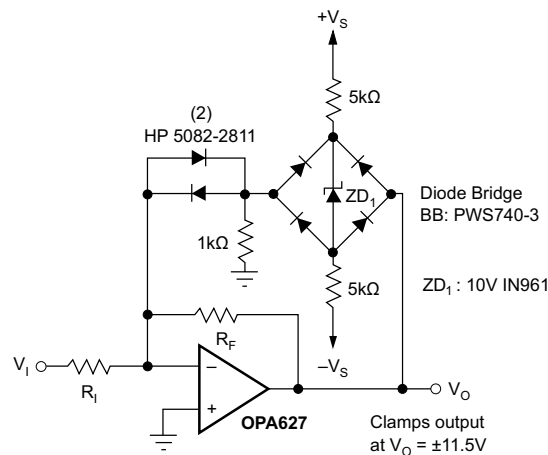 +VS
5kΩ
(2)
HP 5082-2811
ZD1
Diode Bridge
BB: PWS740-3
1kΩ
5kΩ
ZD1 : 10V IN961
–VS
RF
VI
RI
–
+
OPA627
VO
Clamps output
at VO = ±11.5V